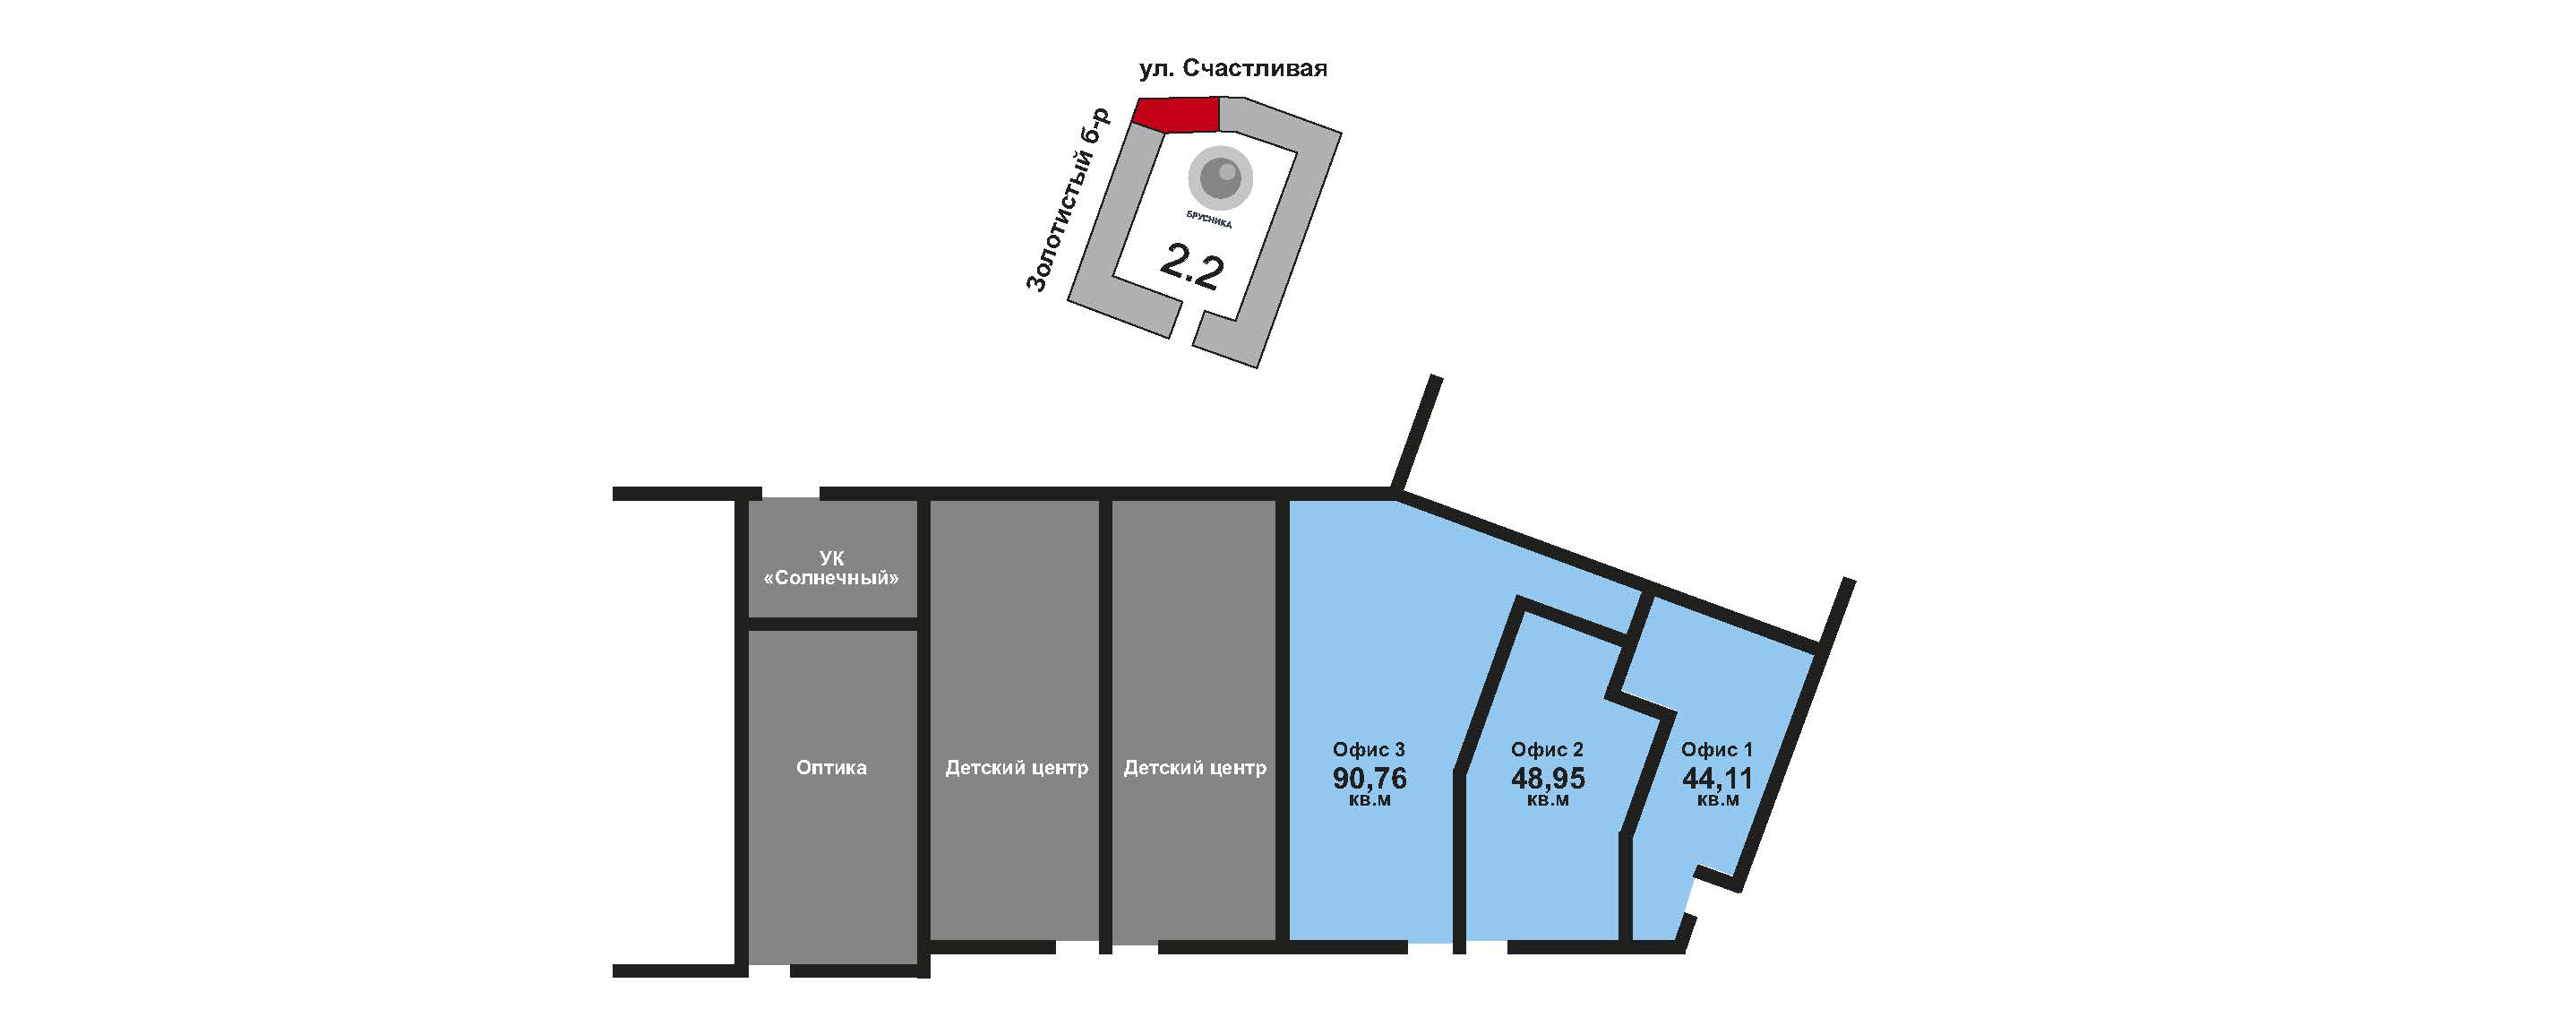 ул. Счастливая
Золотистый б-р
БРУСНИКА
2.2
УК
«Солнечный»
Оптика
Детский центр
Детский центр
Офис 3
90,76
кв.м
Офис 2
48,95
кв.м
Офис 1
44,11
кв.м